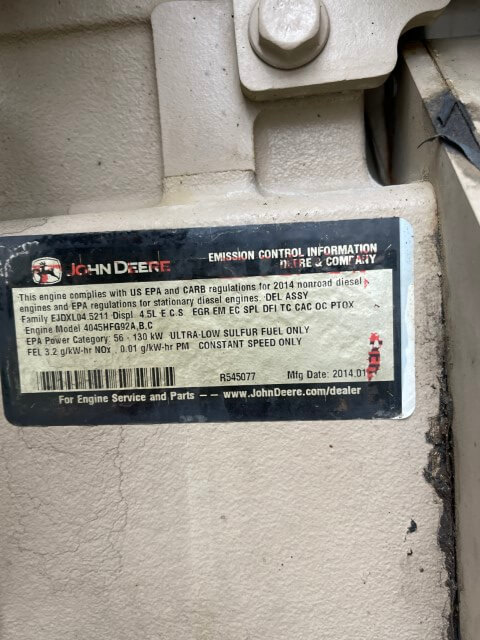 JOHN DEERE
EMISSION CONTROL INFORMATION
DEERE & COMPANY
This engine complies with US EPA and CARB regulations for 2014 nonroad diesel
engines and EPA regulations for stationary diesel engines. DEL ASSY
Family EJDXL04.5211 Displ. 4.5L E.C.S. EGR EM EC SPL DFI TC CAC OC PTOX
Engine Model 4045HFG92A,B,C
EPA Power Category: 56 - 130 kW ULTRA-LOW SULFUR FUEL ONLY
FEL 3.2 g/kW-hr NOx , 0.01 g/kW-hr PM CONSTANT SPEED ONLY
R545077 Mfg Date: 2014.01
For Engine Service and Parts — — www.JohnDeere.com/dealer